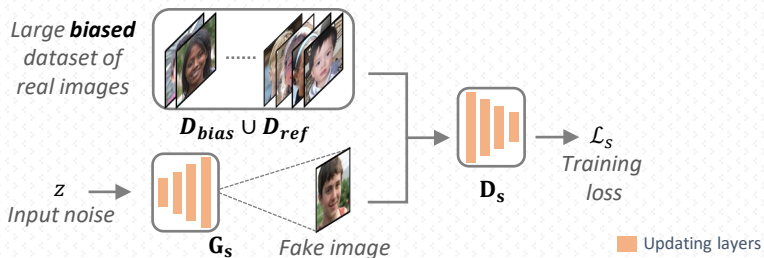 Large biased
dataset of
real images
D_bias ∪ D_ref
z
Input noise
G_s
Fake image
D_s
ℒ_s
Training
loss
Updating layers